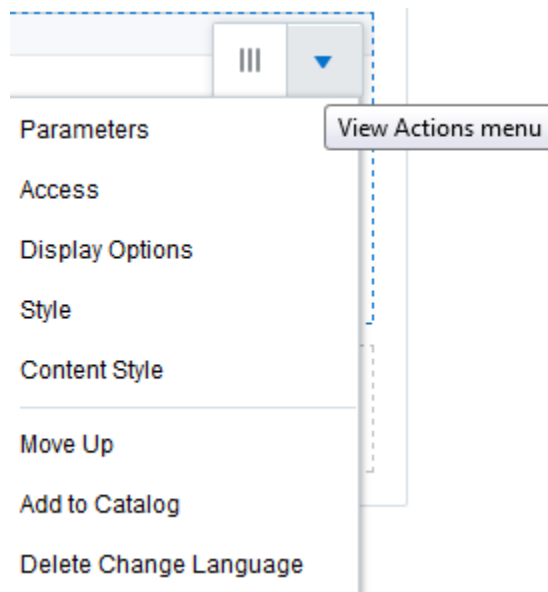 View Actions menu
Parameters
Access
Display Options
Style
Content Style
Move Up
Add to Catalog
Delete Change Language